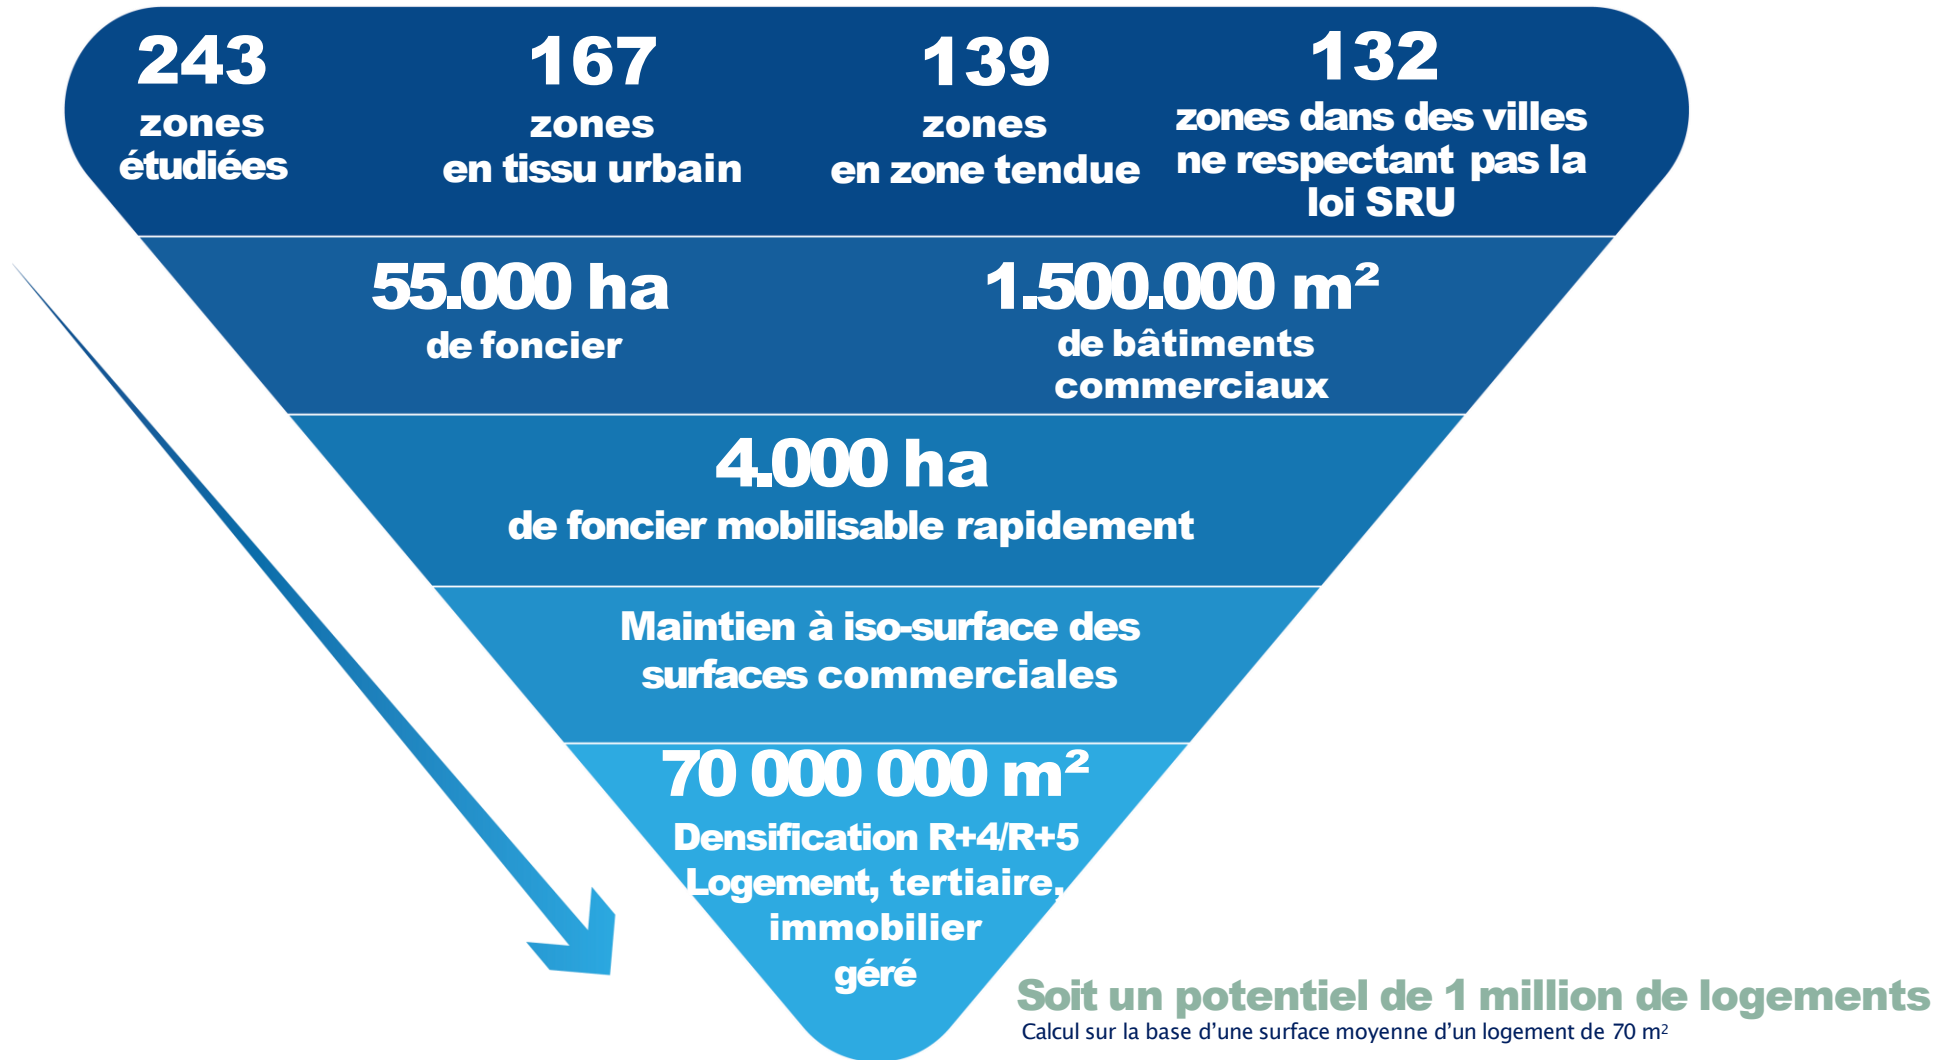 243
zones
étudiées
167
zones
en tissu urbain
139
zones
en zone tendue
132
zones dans des villes
ne respectant pas la
loi SRU
55.000 ha
de foncier
1.500.000 m²
de bâtiments
commerciaux
4.000 ha
de foncier mobilisable rapidement
Maintien à iso-surface des
surfaces commerciales
70 000 000 m²
Densification R+4/R+5
Logement, tertiaire,
immobilier
géré
Soit un potentiel de 1 million de logements
Calcul sur la base d’une surface moyenne d’un logement de 70 m²